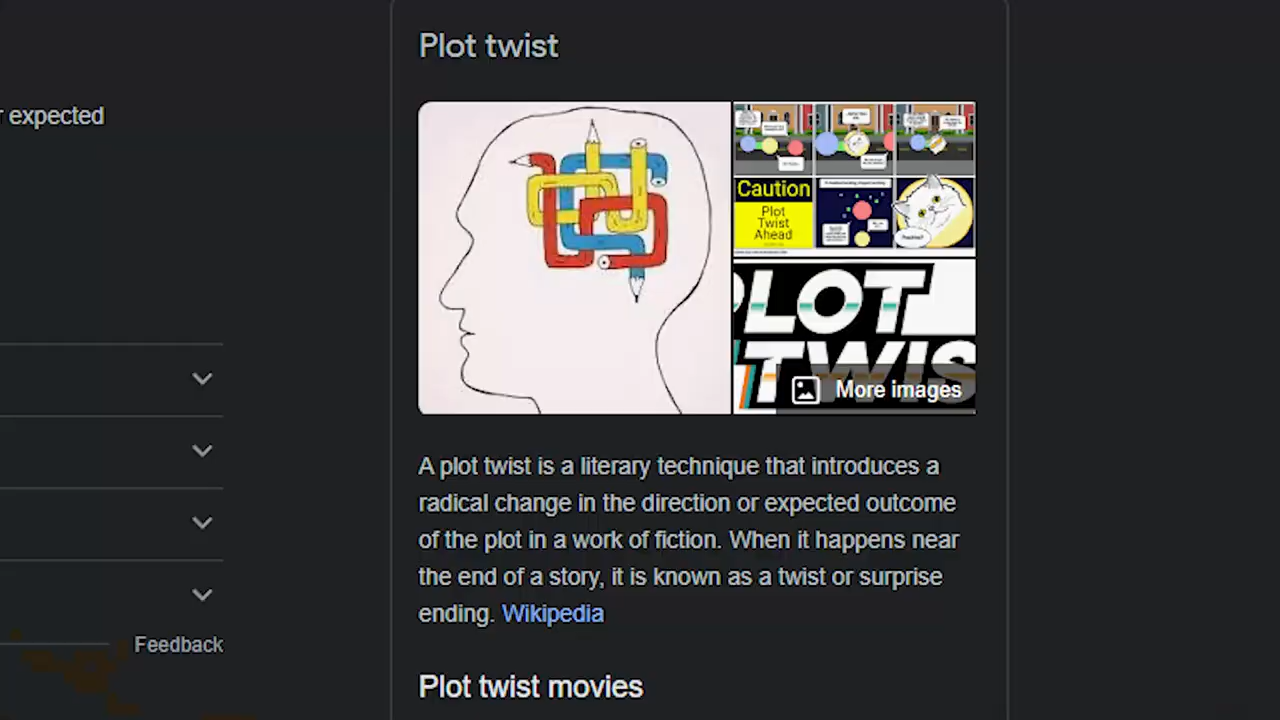 Plot twist
r expected
Caution
Plot
Twist
Ahead
PLOT
TWIS
More images
A plot twist is a literary technique that introduces a
radical change in the direction or expected outcome
of the plot in a work of fiction. When it happens near
the end of a story, it is known as a twist or surprise
ending. Wikipedia
Feedback
Plot twist movies